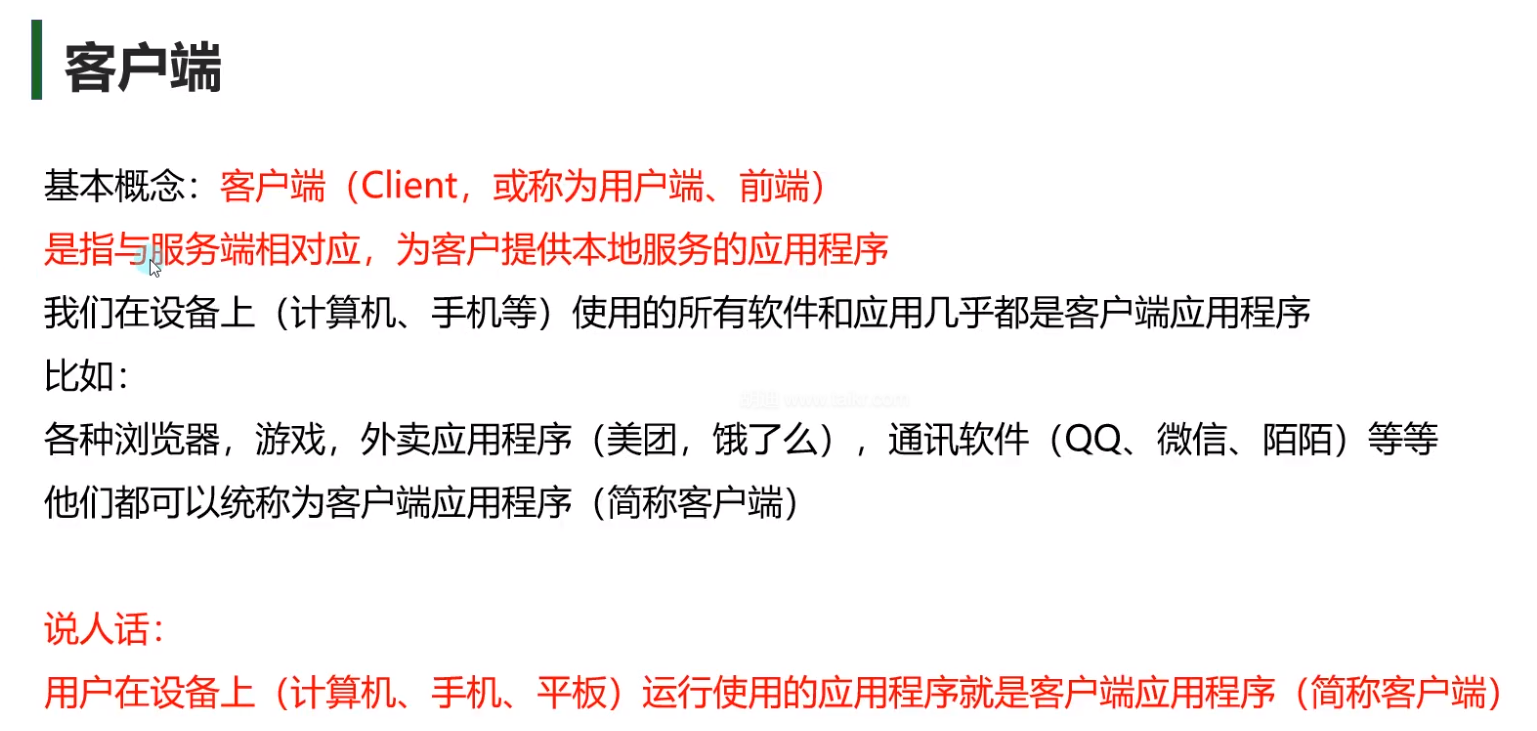 客户端
基本概念：客户端（Client，或称为用户端、前端）
是指与服务端相对应，为客户提供本地服务的应用程序
我们在设备上（计算机、手机等）使用的所有软件和应用几乎都是客户端应用程序
比如：
各种浏览器，游戏，外卖应用程序（美团，饿了么），通讯软件（QQ、微信、陌陌）等等
他们都可以统称为客户端应用程序（简称客户端）
说人话：
用户在设备上（计算机、手机、平板）运行使用的应用程序就是客户端应用程序（简称客户端）